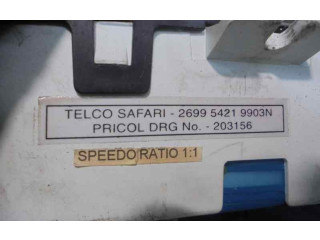 TELCO SAFARI - 2699 5421 9903N
PRICOL DRG No. - 203156
SPEEDO RATIO 1:1